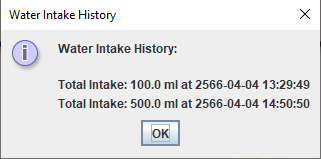 Water Intake History
Water Intake History:
Total Intake: 100.0 ml at 2566-04-04 13:29:49
Total Intake: 500.0 ml at 2566-04-04 14:50:50
OK